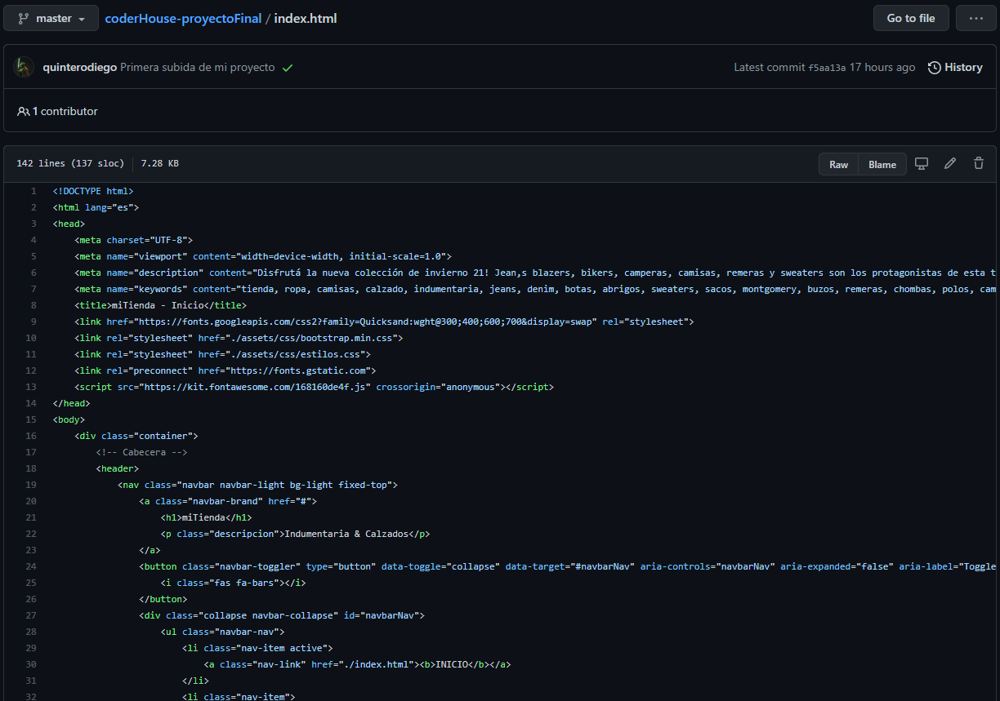 master
coderHouse-proyectoFinal / index.html
Go to file
...
quinterodiego Primera subida de mi proyecto
Latest commit f5aa13a 17 hours ago
History
1 contributor
142 lines (137 sloc) 7.28 KB
Raw Blame
1 <!DOCTYPE html>
2 <html lang="es">
3 <head>
4 <meta charset="UTF-8">
5 <meta name="viewport" content="width=device-width, initial-scale=1.0">
6 <meta name="description" content="Disfrutá la nueva colección de invierno 21! Jean,s blazers, bikers, camperas, camisas, remeras y sweaters son los protagonistas de esta t
7 <meta name="keywords" content="tienda, ropa, camisas, calzado, indumentaria, jeans, denim, botas, abrigos, sweaters, sacos, montgomery, buzos, remeras, chombas, polos, cam
8 <title>miTienda - Inicio</title>
9 <link href="https://fonts.googleapis.com/css2?family=Quicksand:wght@300;400;600;700&display=swap" rel="stylesheet">
10 <link rel="stylesheet" href="./assets/css/bootstrap.min.css">
11 <link rel="stylesheet" href="./assets/css/estilos.css">
12 <link rel="preconnect" href="https://fonts.gstatic.com">
13 <script src="https://kit.fontawesome.com/168160de4f.js" crossorigin="anonymous"></script>
14 </head>
15 <body>
16 <div class="container">
17 <!-- Cabecera -->
18 <header>
19 <nav class="navbar navbar-light bg-light fixed-top">
20 <a class="navbar-brand" href="#">
21 <h1>miTienda</h1>
22 <p class="descripcion">Indumentaria & Calzados</p>
23 </a>
24 <button class="navbar-toggler" type="button" data-toggle="collapse" data-target="#navbarNav" aria-controls="navbarNav" aria-expanded="false" aria-label="Toggle
25 <i class="fas fa-bars"></i>
26 </button>
27 <div class="collapse navbar-collapse" id="navbarNav">
28 <ul class="navbar-nav">
29 <li class="nav-item active">
30 <a class="nav-link" href="./index.html"><b>INICIO</b></a>
31 </li>
32 <li class="nav-item">